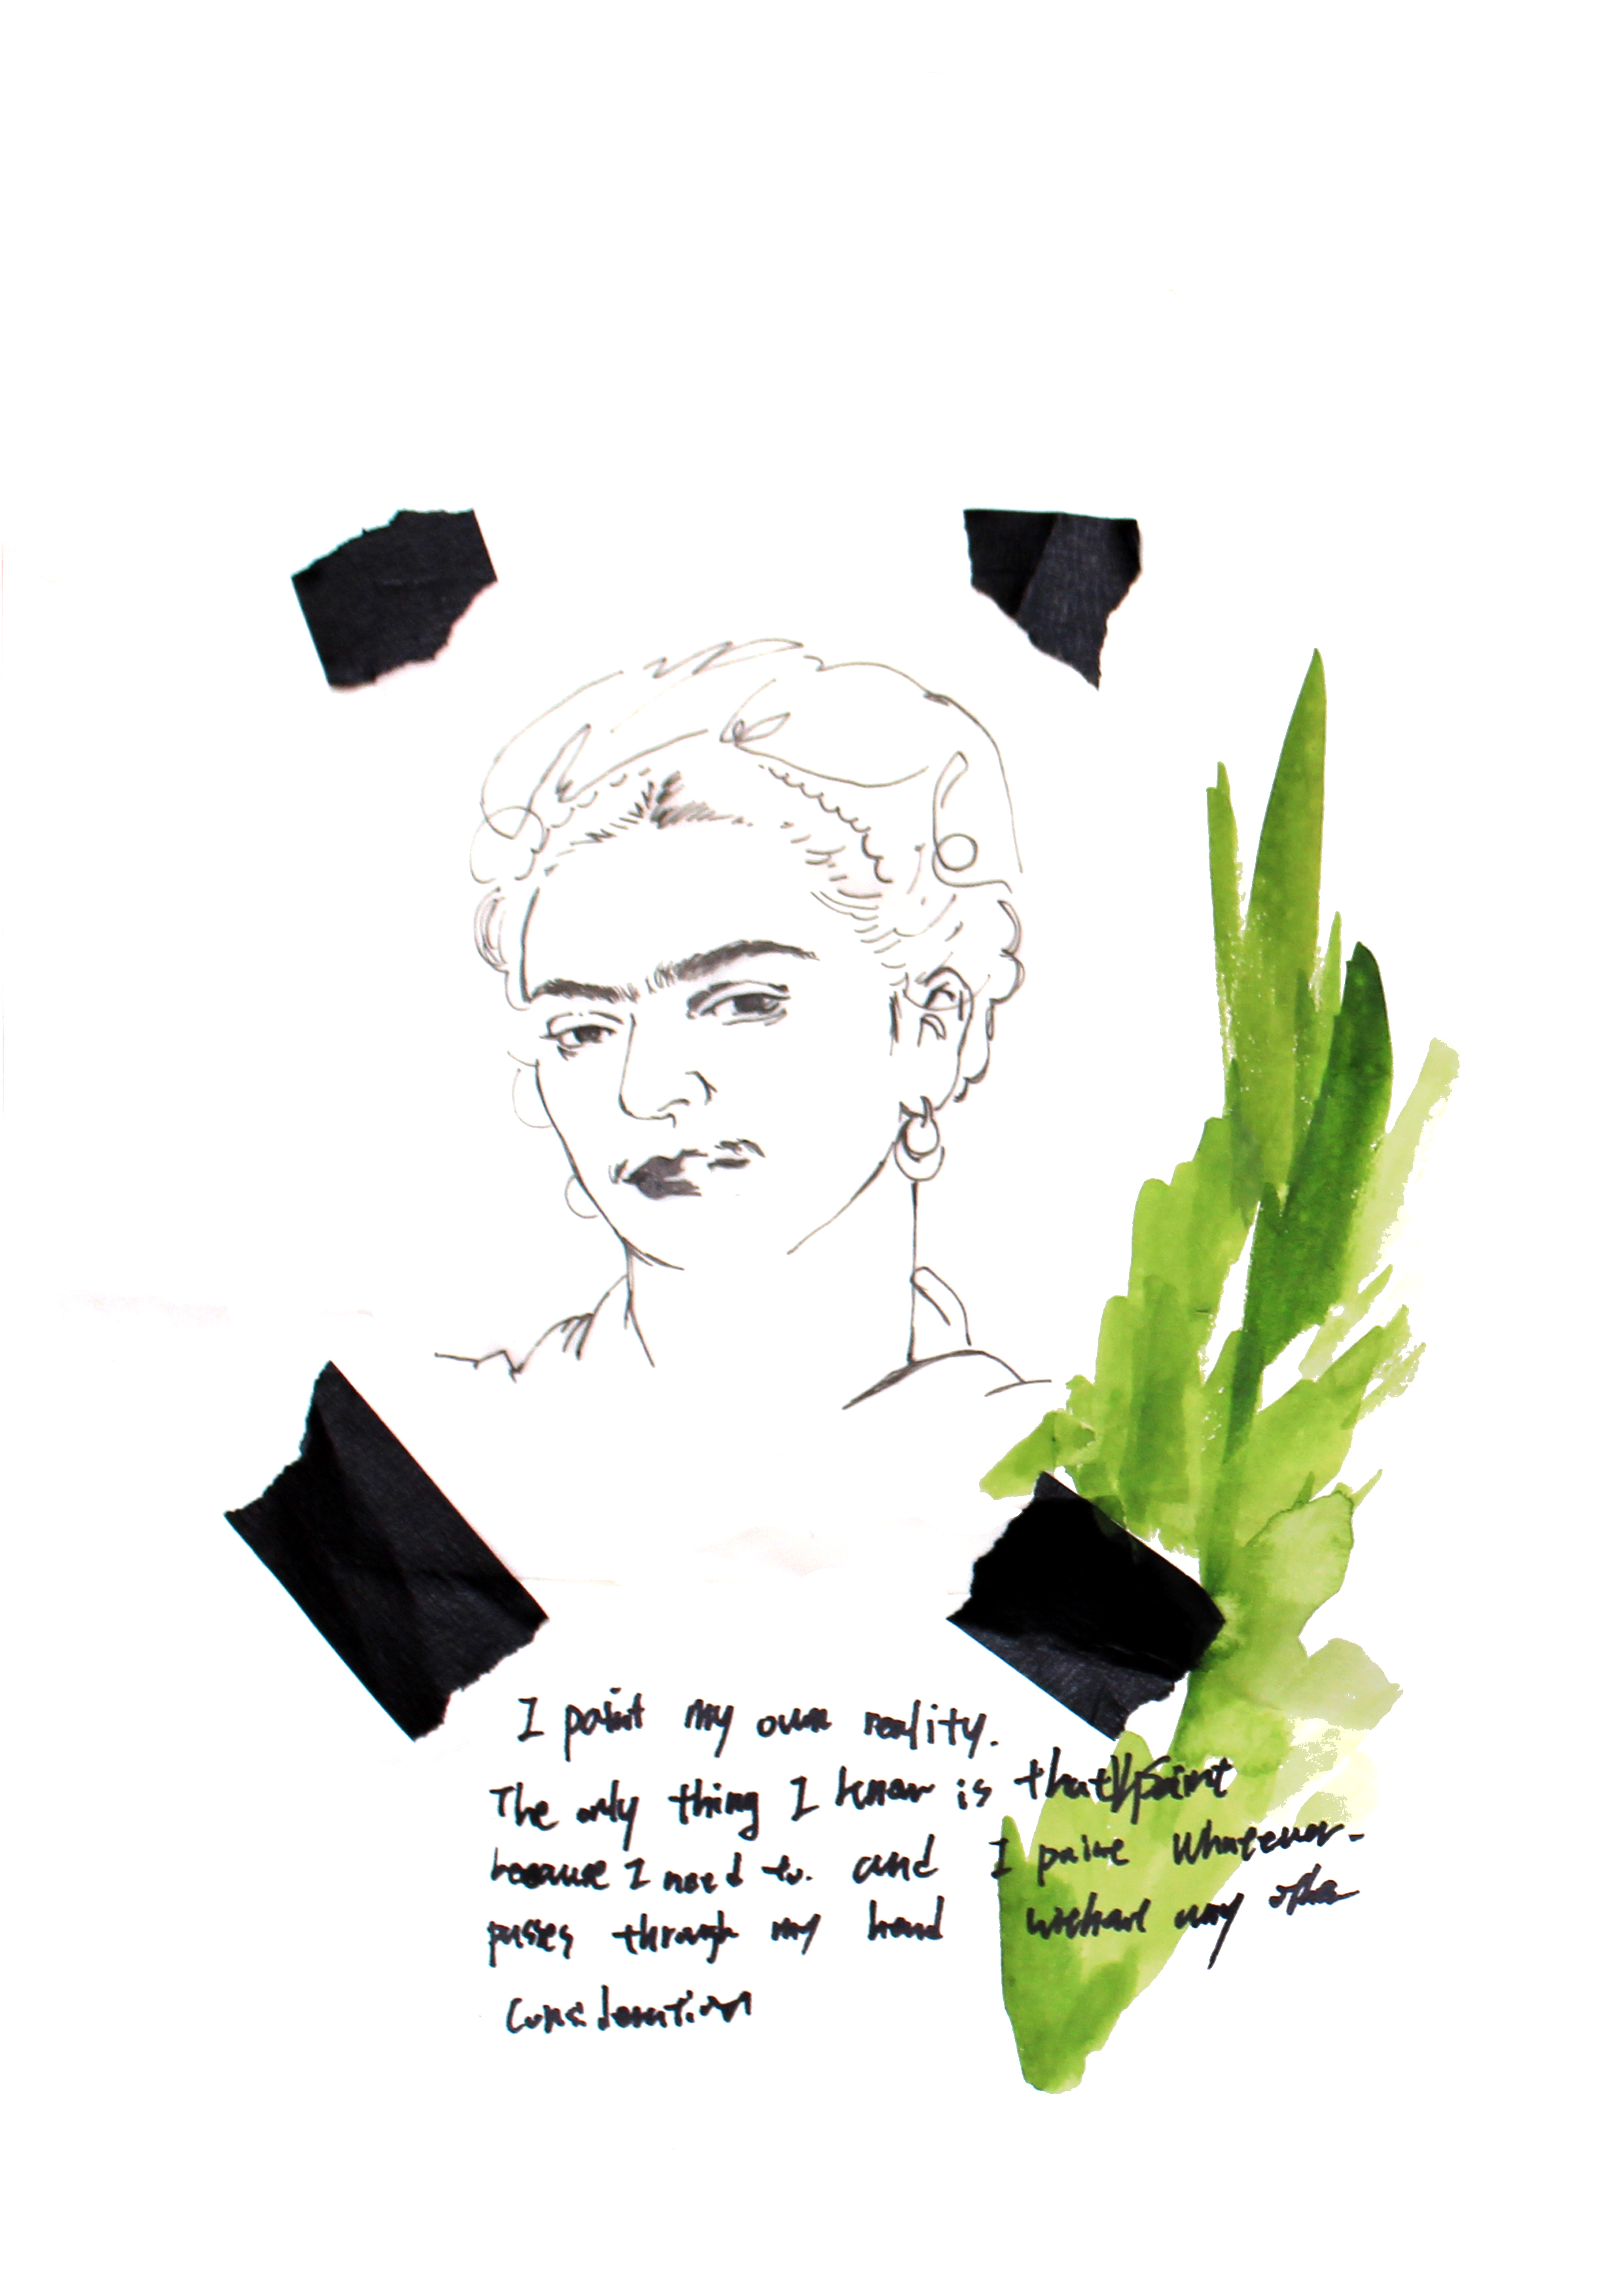 I paint my own reality.
The only thing I know is that I paint
because I need to. and I paint whatever
passes through my head without any other
Consideration